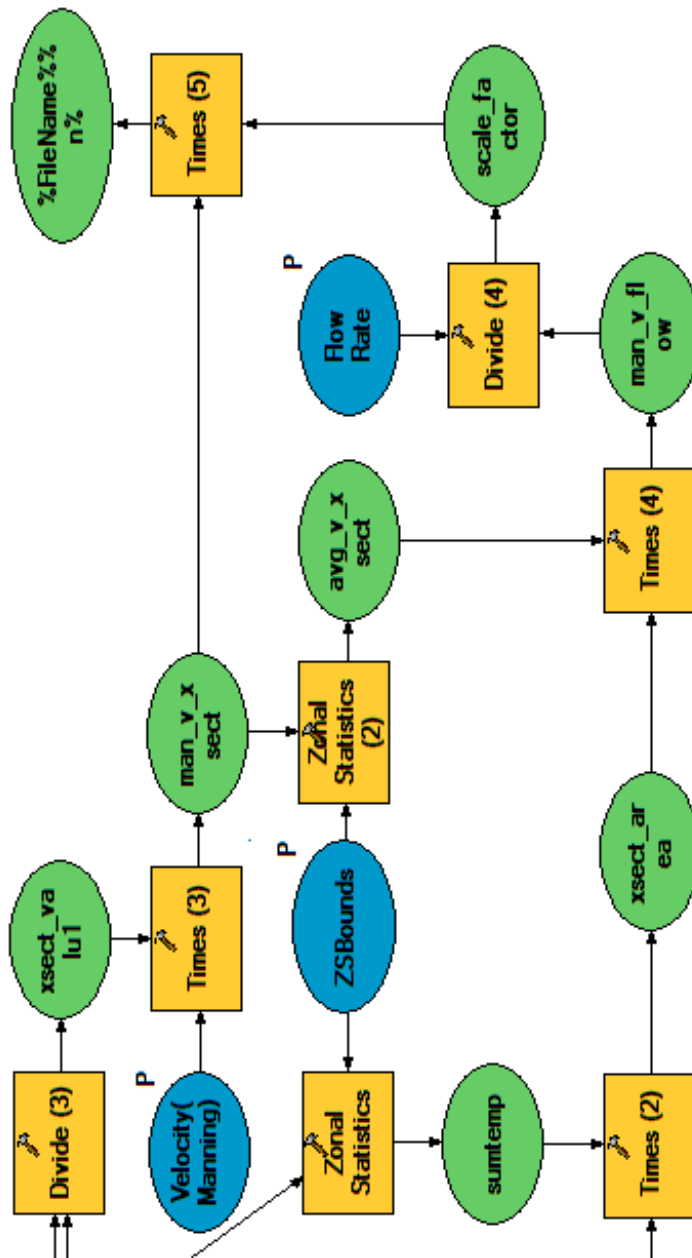 Divide (3)
xsect_va
lu1
%FileName%%
n%
P
Velocity(
Manning)
Times (3)
man_v_x
sect
Times (5)
Zonal
Statistics
P
ZSBounds
Zonal
Statistics
(2)
avg_v_x
sect
P
Flow
Rate
sumtemp
Divide (4)
scale_fa
ctor
Times (2)
xsect_ar
ea
Times (4)
man_v_fl
ow